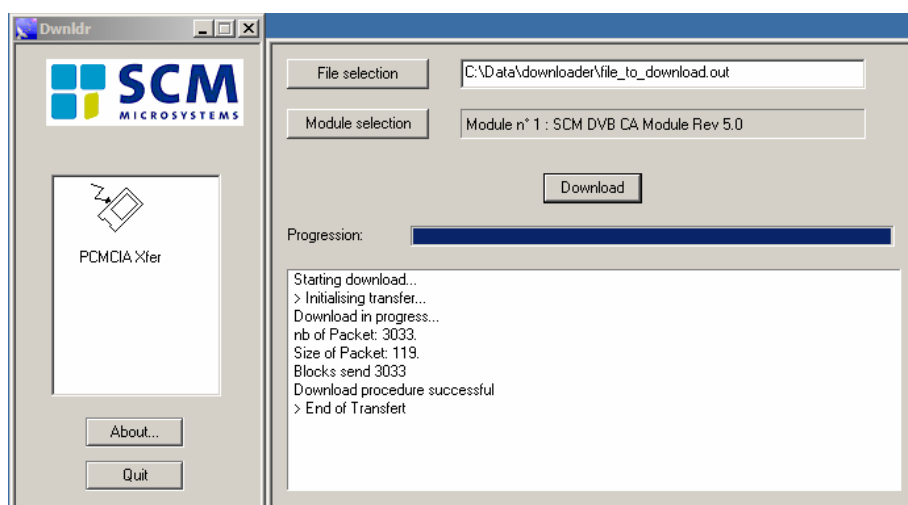 Dwnldr
SCM
MICROSYSTEMS
PCMCIA Xfer
About...
Quit
File selection
C:\Data\downloader\file_to_download.out
Module selection
Module n° 1 : SCM DVB CA Module Rev 5.0
Download
Progression:
Starting download...
> Initialising transfer...
Download in progress...
nb of Packet: 3033.
Size of Packet: 119.
Blocks send 3033
Download procedure successful
> End of Transfert